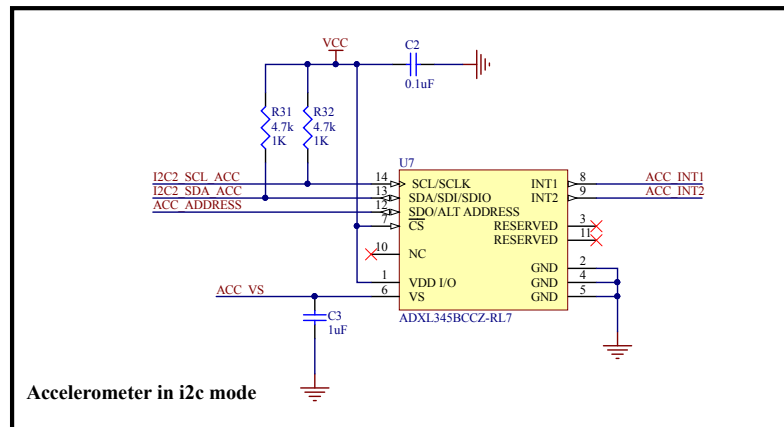 VCC
C2
0.1uF
R31
4.7k
1K
R32
4.7k
1K
U7
I2C2_SCL_ACC
14
SCL/SCLK
INT1
8
ACC_INT1
I2C2_SDA_ACC
13
SDA/SDI/SDIO
INT2
9
ACC_INT2
ACC_ADDRESS
12
SDO/ALT ADDRESS
7
CS
RESERVED
3
RESERVED
11
10
NC
GND
2
1
VDD I/O
GND
4
ACC_VS
6
VS
GND
5
C3
1uF
ADXL345BCCZ-RL7
Accelerometer in i2c mode